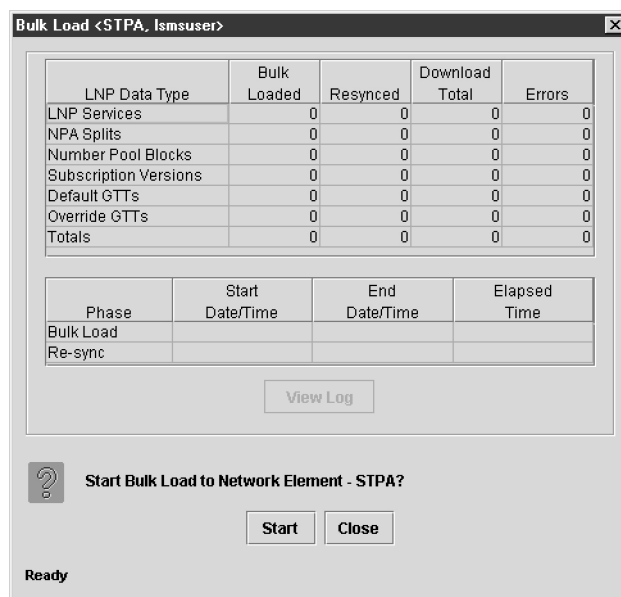 Bulk Load <STPA, lsmsuser>
LNP Data Type Bulk Loaded Resynced Download Total Errors
LNP Services 0 0 0 0
NPA Splits 0 0 0 0
Number Pool Blocks 0 0 0 0
Subscription Versions 0 0 0 0
Default GTTs 0 0 0 0
Override GTTs 0 0 0 0
Totals 0 0 0 0
Phase Start Date/Time End Date/Time Elapsed Time
Bulk Load
Re-sync
View Log
Start Bulk Load to Network Element - STPA?
Start Close
Ready